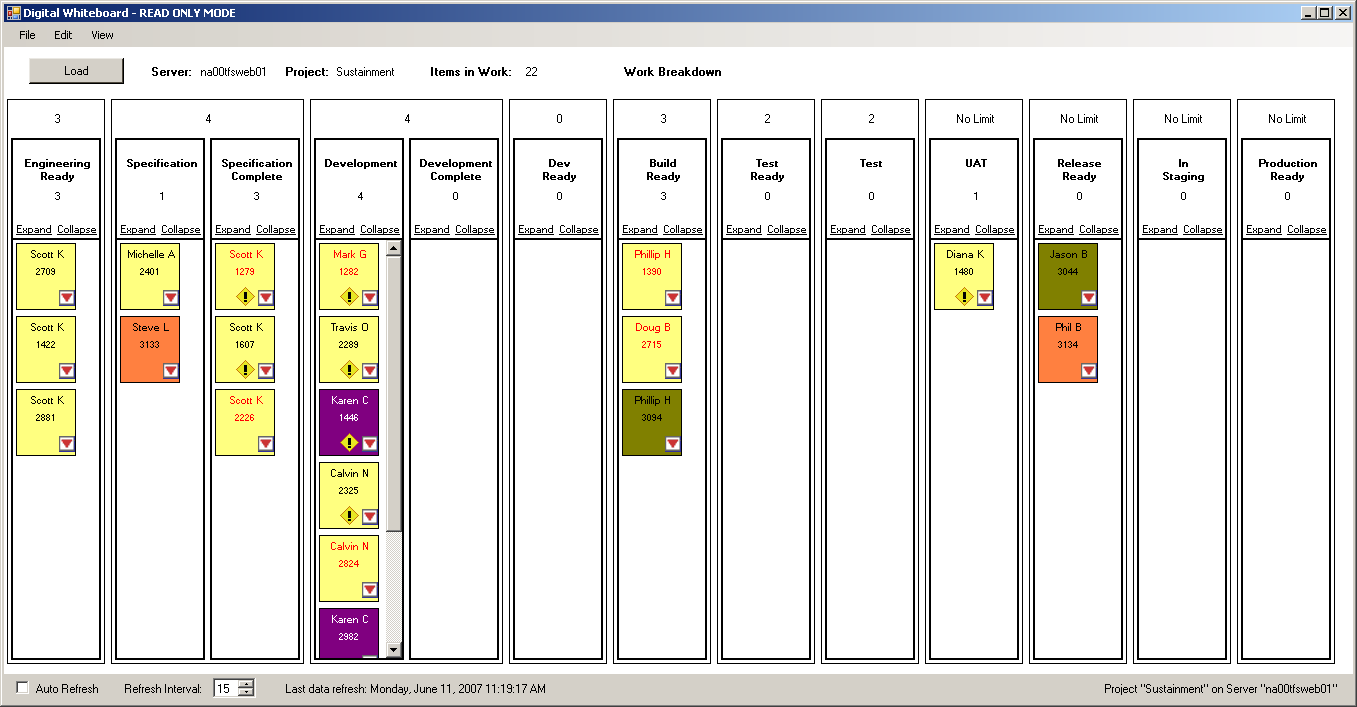 Digital Whiteboard - READ ONLY MODE
File Edit View
Load Server: na00tfsweb01 Project: Sustainment Items in Work: 22 Work Breakdown
3 4 4 0 3 2 2 No Limit No Limit No Limit No Limit
Engineering Ready
3
Expand Collapse
Scott K
2709
Scott K
1422
Scott K
2881
Specification
1
Expand Collapse
Michelle A
2401
Steve L
3133
Specification Complete
3
Expand Collapse
Scott K
1279
Scott K
1607
Scott K
2226
Development
4
Expand Collapse
Mark G
1282
Travis O
2289
Karen C
1446
Calvin N
2325
Calvin N
2824
Karen C
2982
Development Complete
0
Expand Collapse
Dev Ready
0
Expand Collapse
Build Ready
3
Expand Collapse
Phillip H
1390
Doug B
2715
Phillip H
3094
Test Ready
0
Expand Collapse
Test
0
Expand Collapse
UAT
1
Expand Collapse
Diana K
1480
Release Ready
0
Expand Collapse
Jason B
3044
Phil B
3134
In Staging
0
Expand Collapse
Production Ready
0
Expand Collapse
Auto Refresh Refresh Interval: 15 Last data refresh: Monday, June 11, 2007 11:19:17 AM Project "Sustainment" on Server "na00tfsweb01"